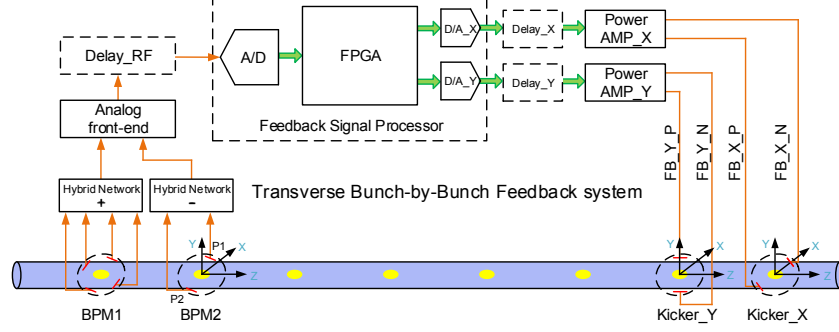 Delay_RF
A/D
FPGA
D/A_X
D/A_Y
Delay_X
Delay_Y
Power
AMP_X
Power
AMP_Y
Feedback Signal Processor
Analog
front-end
Hybrid Network
+
Hybrid Network
-
Transverse Bunch-by-Bunch Feedback system
FB_Y_P
FB_Y_N
FB_X_P
FB_X_N
Y
P1
X
Z
P2
Y
X
Z
Y
X
Z
BPM1
BPM2
Kicker_Y
Kicker_X